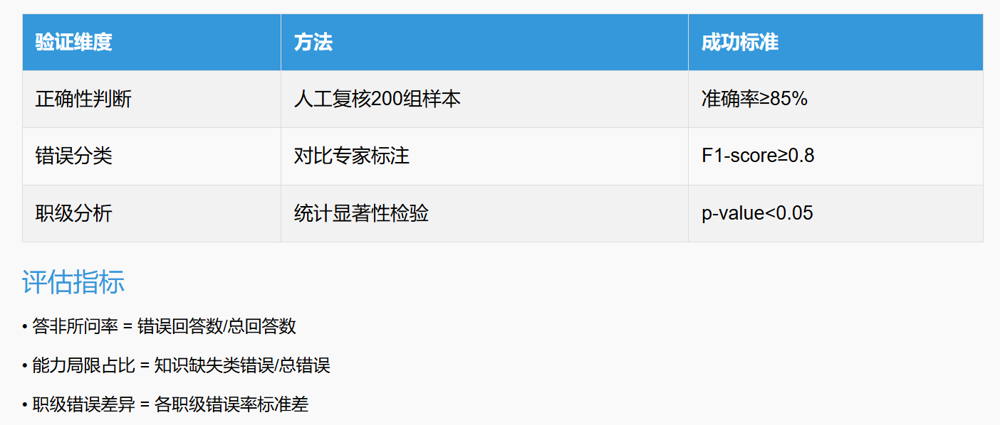 验证维度 方法 成功标准
正确性判断 人工复核200组样本 准确率≥85%
错误分类 对比专家标注 F1-score≥0.8
职级分析 统计显著性检验 p-value<0.05
评估指标
• 答非所问率 = 错误回答数/总回答数
• 能力局限占比 = 知识缺失类错误/总错误
• 职级错误差异 = 各职级错误率标准差